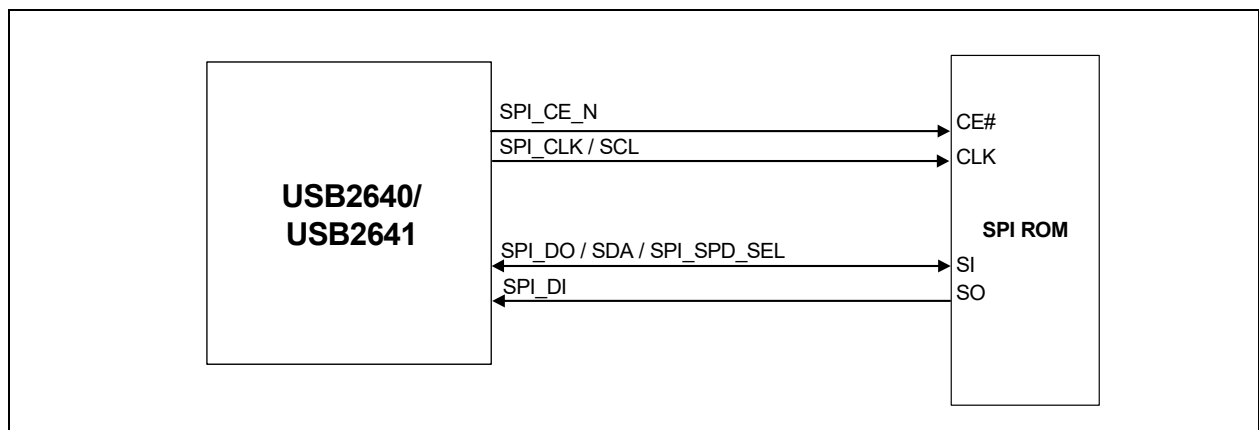 SPI_CE_N
CE#
SPI_CLK / SCL
CLK
USB2640/
USB2641
SPI ROM
SPI_DO / SDA / SPI_SPD_SEL
SI
SPI_DI
SO